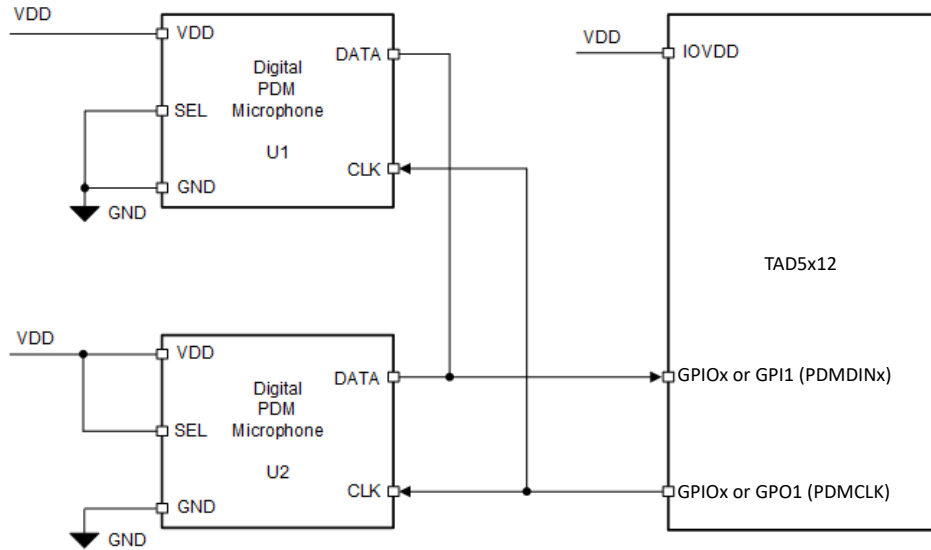 VDD
VDD
DATA
Digital
PDM
Microphone
SEL
U1
CLK
GND
GND
VDD
IOVDD
TAD5x12
VDD
VDD
DATA
Digital
PDM
Microphone
SEL
U2
CLK
GND
GND
GPIOx or GPI1 (PDMDINx)
GPIOx or GPO1 (PDMCLK)